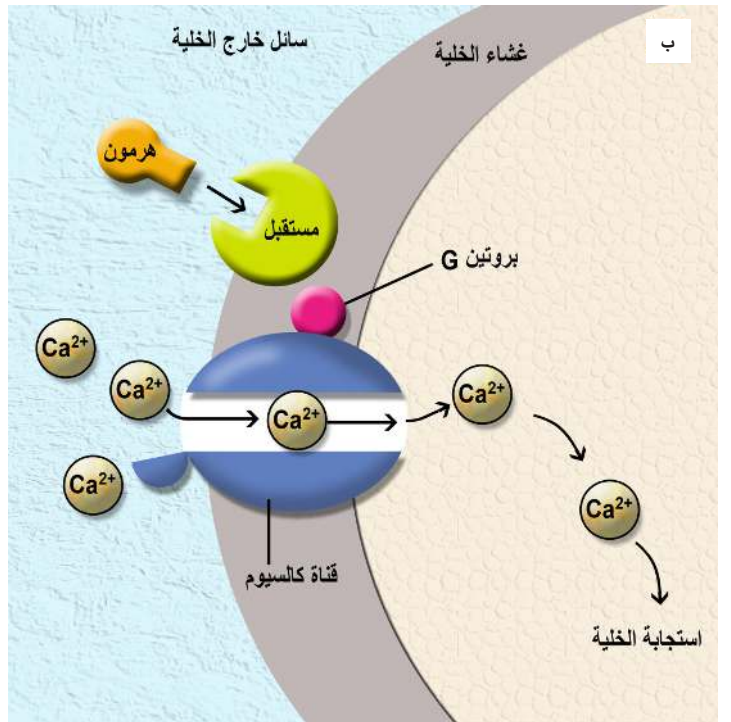 ب
سائل خارج الخلية
غشاء الخلية
هرمون
مستقبل
بروتين G
Ca²⁺
Ca²⁺
Ca²⁺
Ca²⁺
Ca²⁺
Ca²⁺
قناة كالسيوم
استجابة الخلية